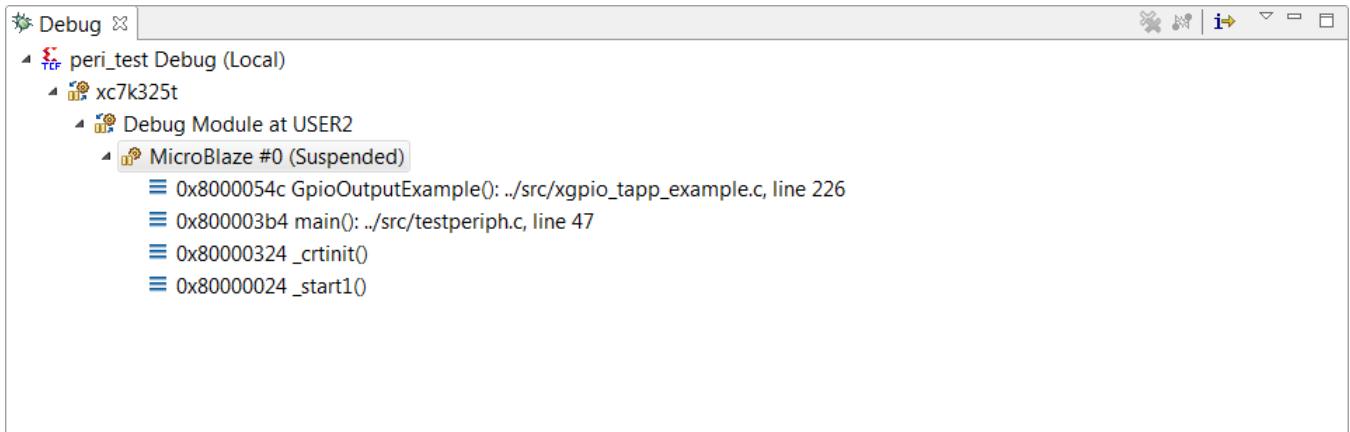 Debug
i
TCF peri_test Debug (Local)
xc7k325t
Debug Module at USER2
MicroBlaze #0 (Suspended)
0x8000054c GpioOutputExample(): ../src/xgpio_tapp_example.c, line 226
0x800003b4 main(): ../src/testperiph.c, line 47
0x80000324 _crtinit()
0x80000024 _start1()